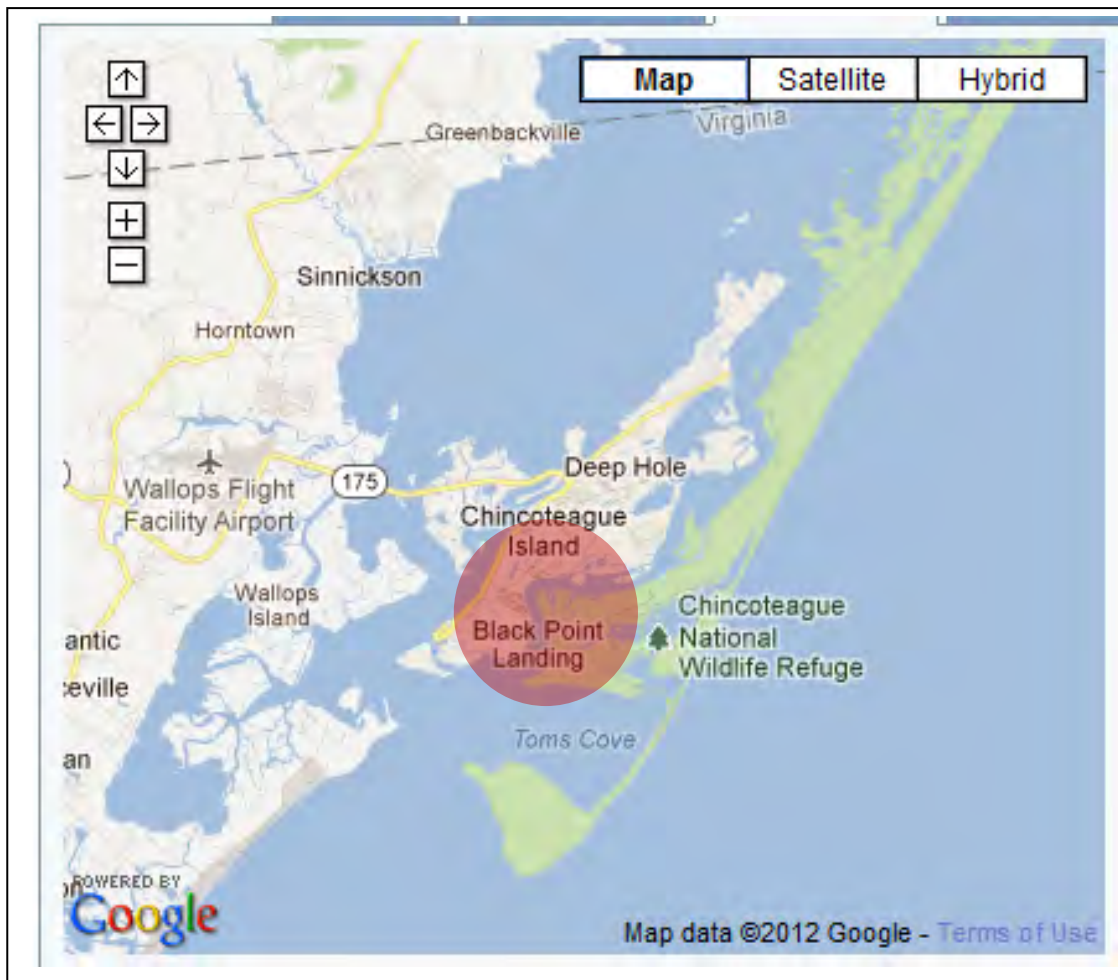 Map Satellite Hybrid
Virginia
Greenbackville
Sinnickson
Horntown
175
Deep Hole
Wallops Flight
Facility Airport
Chincoteague
Island
Wallops
Island
Black Point
Landing
Chincoteague
National
Wildlife Refuge
antic
ceville
an
Toms Cove
POWERED BY
Google
Map data ©2012 Google - Terms of Use